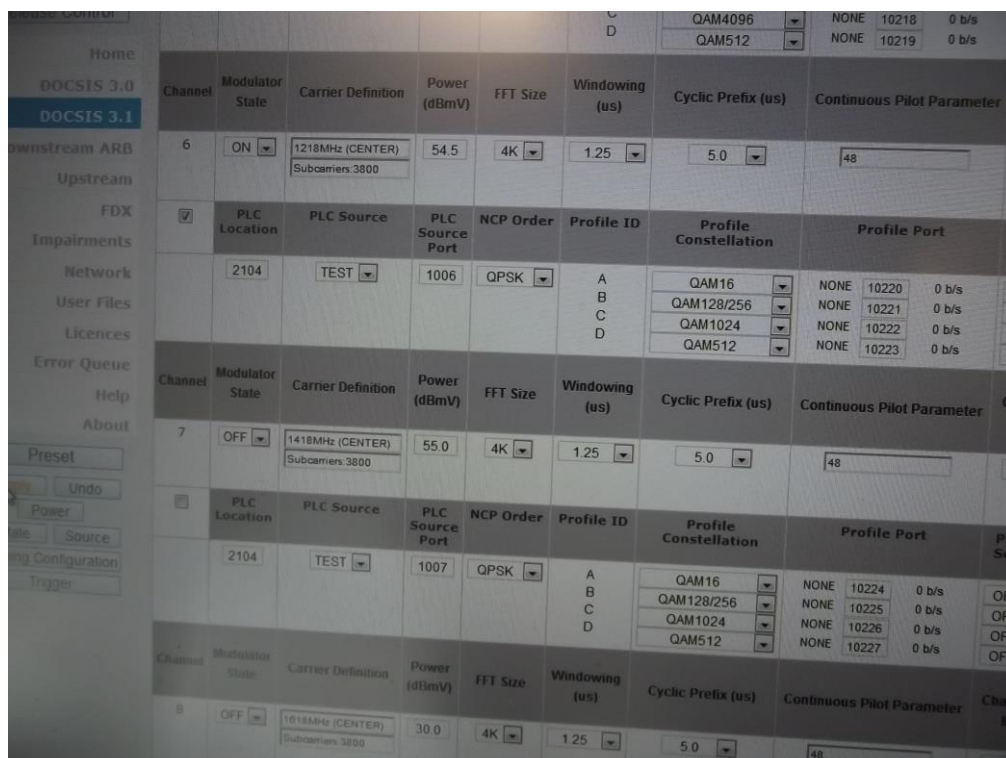 Release Control
Home
DOCSIS 3.0
DOCSIS 3.1
Downstream ARB
Upstream
FDX
Impairments
Network
User Files
Licences
Error Queue
Help
About
Preset
Undo
Power
Source
Configuration
Trigger
C QAM4096 NONE 10218 0 b/s
D QAM512 NONE 10219 0 b/s
Channel Modulator State Carrier Definition Power (dBmV) FFT Size Windowing (us) Cyclic Prefix (us) Continuous Pilot Parameter
6 ON 1218MHz (CENTER) 54.5 4K 1.25 5.0 48
Subcarriers:3800
PLC Location PLC Source PLC Source Port NCP Order Profile ID Profile Constellation Profile Port
2104 TEST 1006 QPSK A QAM16 NONE 10220 0 b/s
B QAM128/256 NONE 10221 0 b/s
C QAM1024 NONE 10222 0 b/s
D QAM512 NONE 10223 0 b/s
Channel Modulator State Carrier Definition Power (dBmV) FFT Size Windowing (us) Cyclic Prefix (us) Continuous Pilot Parameter
7 OFF 1418MHz (CENTER) 55.0 4K 1.25 5.0 48
Subcarriers:3800
PLC Location PLC Source PLC Source Port NCP Order Profile ID Profile Constellation Profile Port
2104 TEST 1007 QPSK A QAM16 NONE 10224 0 b/s
B QAM128/256 NONE 10225 0 b/s
C QAM1024 NONE 10226 0 b/s
D QAM512 NONE 10227 0 b/s
Channel Modulator State Carrier Definition Power (dBmV) FFT Size Windowing (us) Cyclic Prefix (us) Continuous Pilot Parameter
8 OFF 1618MHz (CENTER) 30.0 4K 1.25 5.0 48
Subcarriers:3800